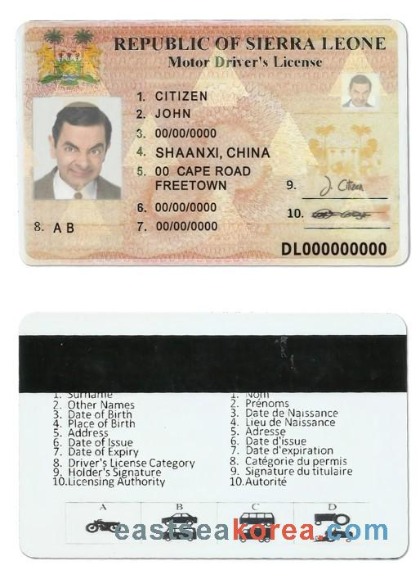 REPUBLIC OF SIERRA LEONE
Motor Driver's License
1. CITIZEN
2. JOHN
3. 00/00/0000
4. SHAANXI, CHINA
5. 00 CAPE ROAD
FREETOWN
6. 00/00/0000
7. 00/00/0000
8. A B
9.
10.
DL000000000
1. Surname
2. Other Names
3. Date of Birth
4. Place of Birth
5. Address
6. Date of Issue
7. Date of Expiry
8. Driver's License Category
9. Holder's Signature
10.Licensing Authority
1. Nom
2. Prénoms
3. Date de Naissance
4. Lieu de Naissance
5. Adresse
6. Date d'issue
7. Date d'expiration
8. Catégorie du permis
9. Signature du titulaire
10.Autorité
A B C D
eastseakorea.com